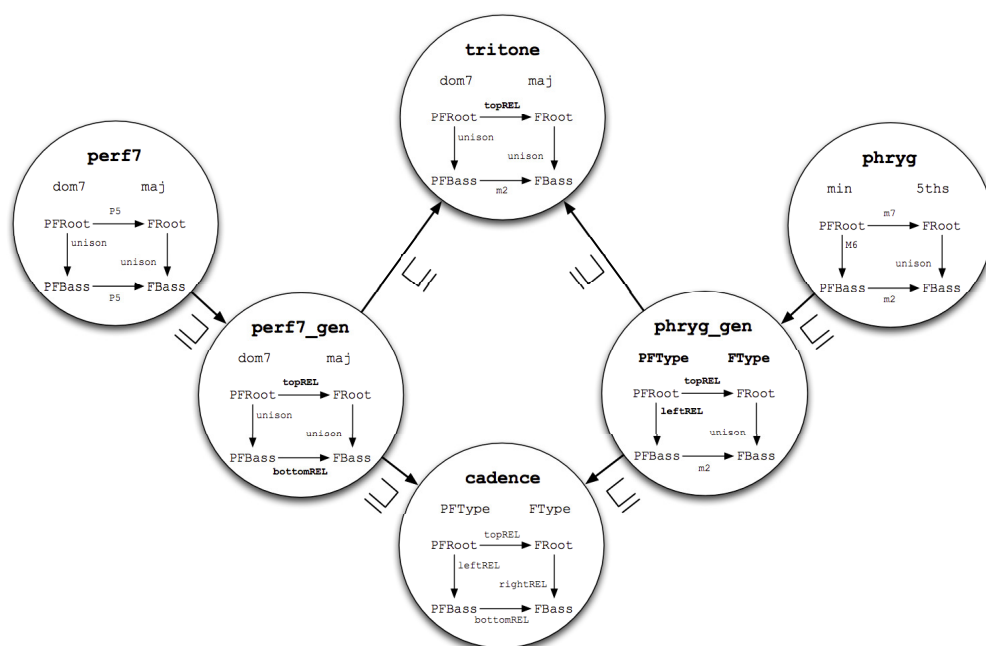 tritone
dom7 maj
topREL
PFRoot FRoot
unison
unison
PFBass FBass
m2
perf7
dom7 maj
P5
PFRoot FRoot
unison
unison
PFBass FBass
P5
phryg
min 5ths
m7
PFRoot FRoot
M6
unison
PFBass FBass
m2
perf7_gen
dom7 maj
topREL
PFRoot FRoot
unison
unison
PFBass FBass
bottomREL
phryg_gen
PFType FType
topREL
PFRoot FRoot
leftREL
unison
PFBass FBass
m2
cadence
PFType FType
topREL
PFRoot FRoot
leftREL
rightREL
PFBass FBass
bottomREL